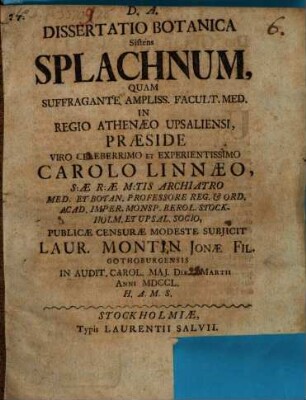 D. A.
DISSERTATIO BOTANICA
Sistens
SPLACHNUM,
QUAM
SUFFRAGANTE AMPLISS. FACULT. MED.
IN
REGIO ATHENÆO UPSALIENSI,
PRÆSIDE
VIRO CELEBERRIMO ET EXPERIENTISSIMO
CAROLO LINNÆO,
S:Æ R:Æ M:TIS ARCHIATRO
MED. ET BOTAN. PROFESSORE REG. & ORD,
ACAD. IMPER. MONSP. BEROL. STOCK-
HOLM. ET UPSAL. SOCIO,
PUBLICÆ CENSURÆ MODESTE SUBJICIT
LAUR. MONTIN JONÆ FIL.
GOTHOBURGENSIS
IN AUDIT. CAROL. MAJ. DIE MARTII
ANNI MDCCL.
H. A. M. S.
STOCKHOLMIÆ,
Typis LAURENTII SALVII.
6.